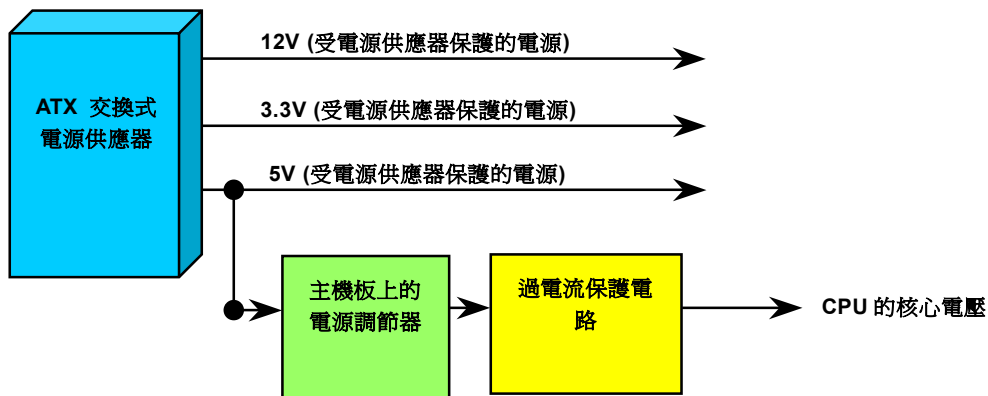 12V (受電源供應器保護的電源)
ATX 交換式
電源供應器
3.3V (受電源供應器保護的電源)
5V (受電源供應器保護的電源)
主機板上的
電源調節器
過電流保護電
路
CPU 的核心電壓